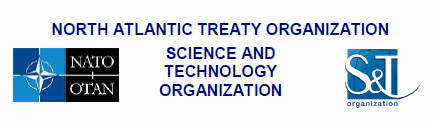 NORTH ATLANTIC TREATY ORGANIZATION
NATO
OTAN
SCIENCE AND
TECHNOLOGY
ORGANIZATION
S&T
organization